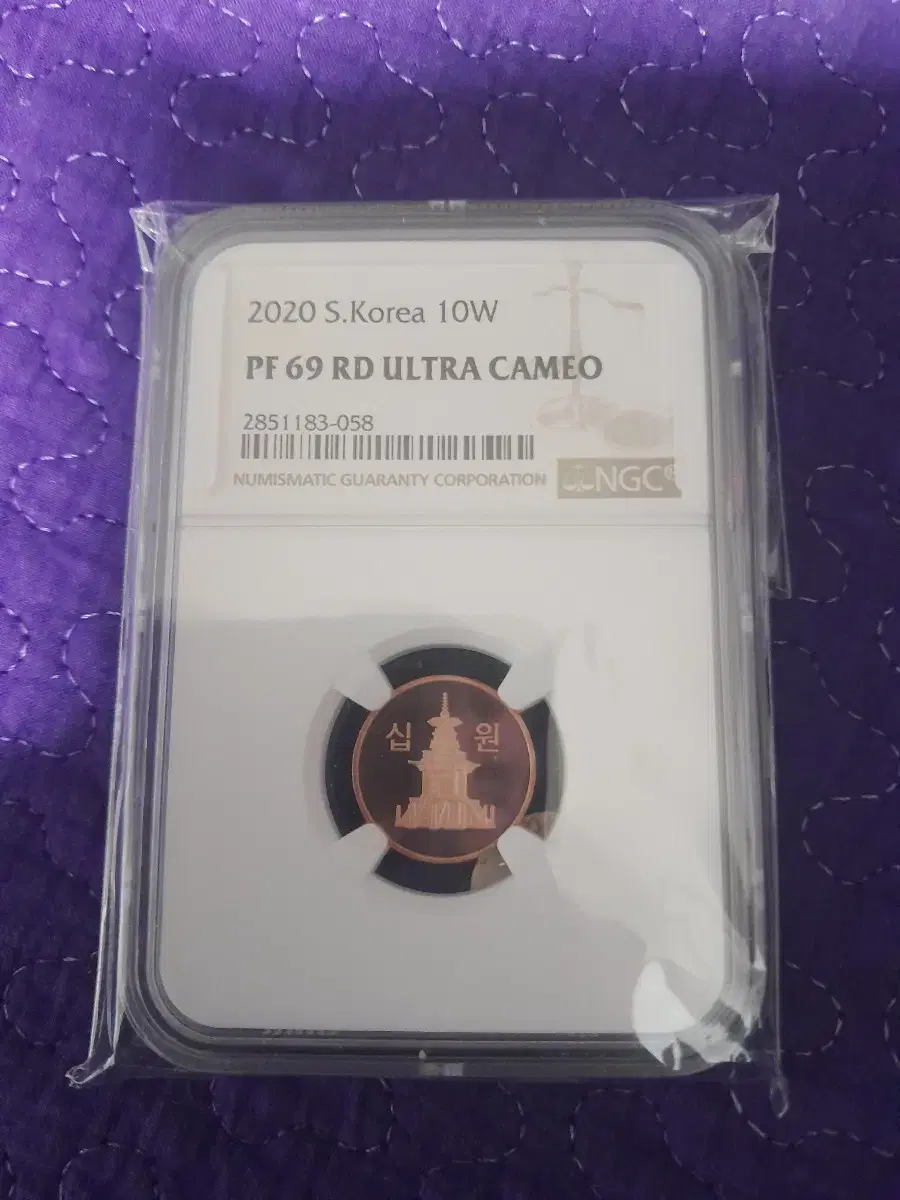 2020 S.Korea 10W
PF 69 RD ULTRA CAMEO
2851183-058
NUMISMATIC GUARANTY CORPORATION NGC®
십 원